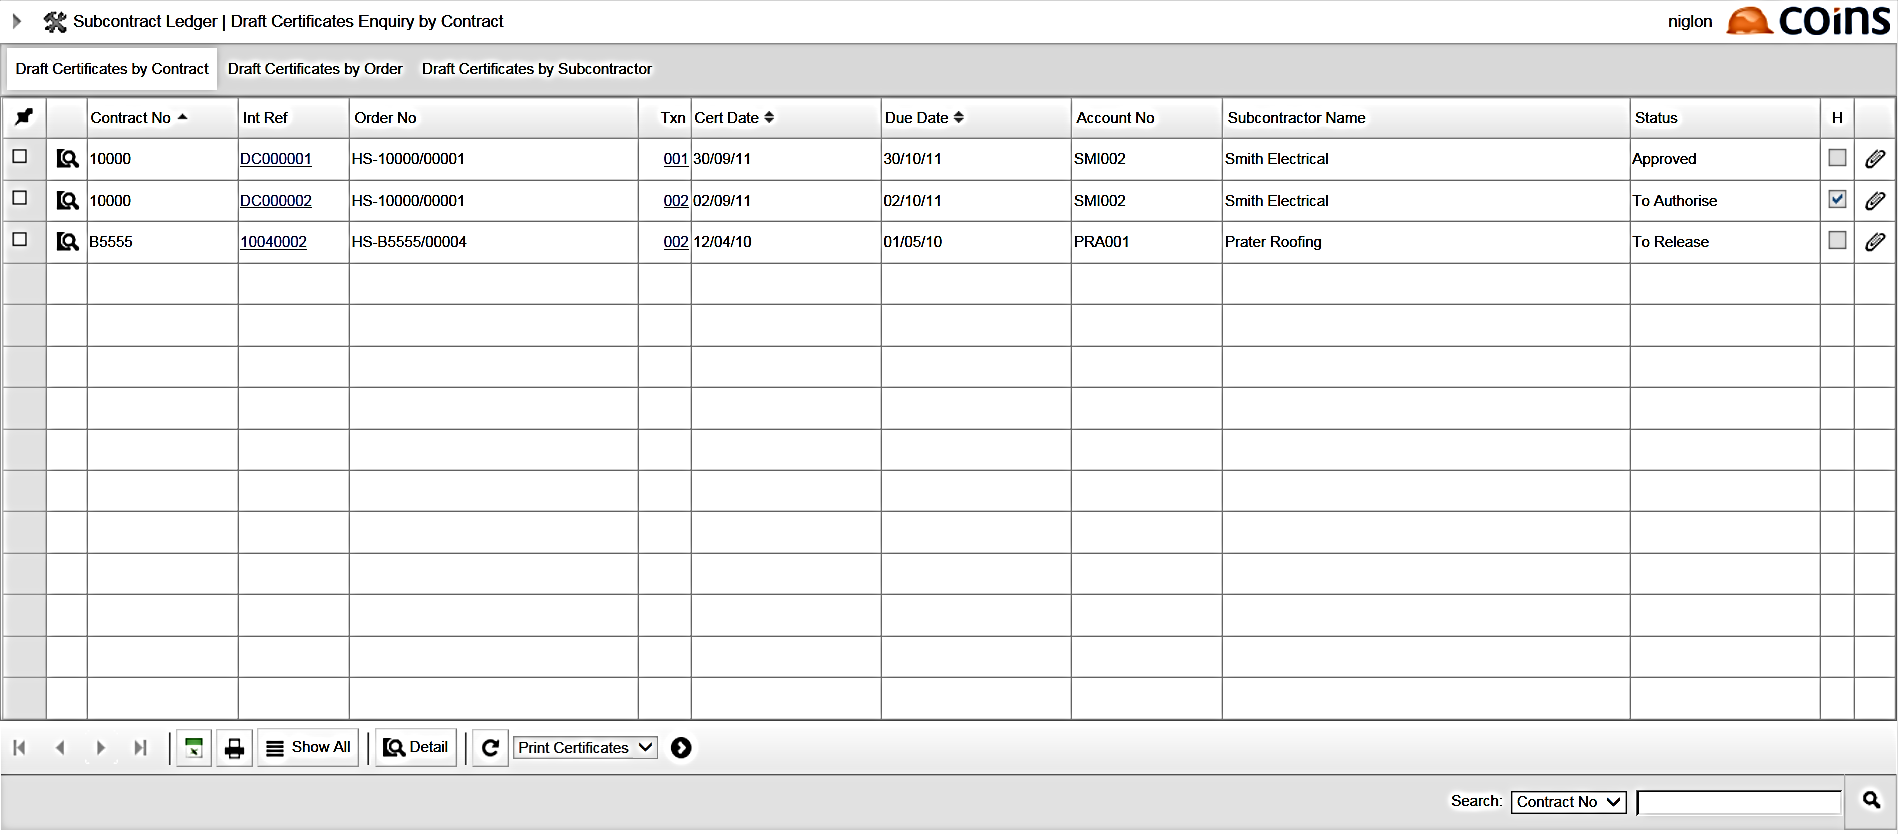 Subcontract Ledger | Draft Certificates Enquiry by Contract niglon coins
Draft Certificates by Contract Draft Certificates by Order Draft Certificates by Subcontractor
Contract No Int Ref Order No Txn Cert Date Due Date Account No Subcontractor Name Status H
10000 DC000001 HS-10000/00001 001 30/09/11 30/10/11 SMI002 Smith Electrical Approved
10000 DC000002 HS-10000/00001 002 02/09/11 02/10/11 SMI002 Smith Electrical To Authorise
B5555 10040002 HS-B5555/00004 002 12/04/10 01/05/10 PRA001 Prater Roofing To Release
Show All Detail Print Certificates
Search: Contract No